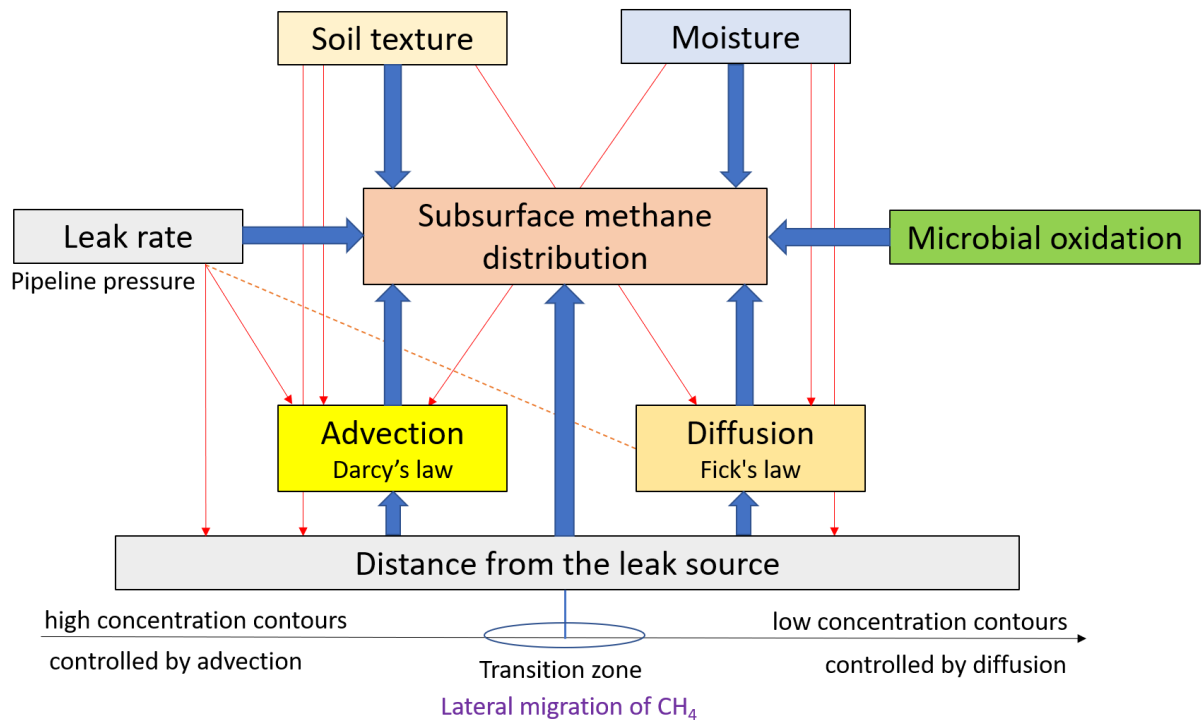 Soil texture
Moisture
Subsurface methane
distribution
Leak rate
Pipeline pressure
Microbial oxidation
Advection
Darcy’s law
Diffusion
Fick's law
Distance from the leak source
high concentration contours
controlled by advection
Transition zone
low concentration contours
controlled by diffusion
Lateral migration of CH₄